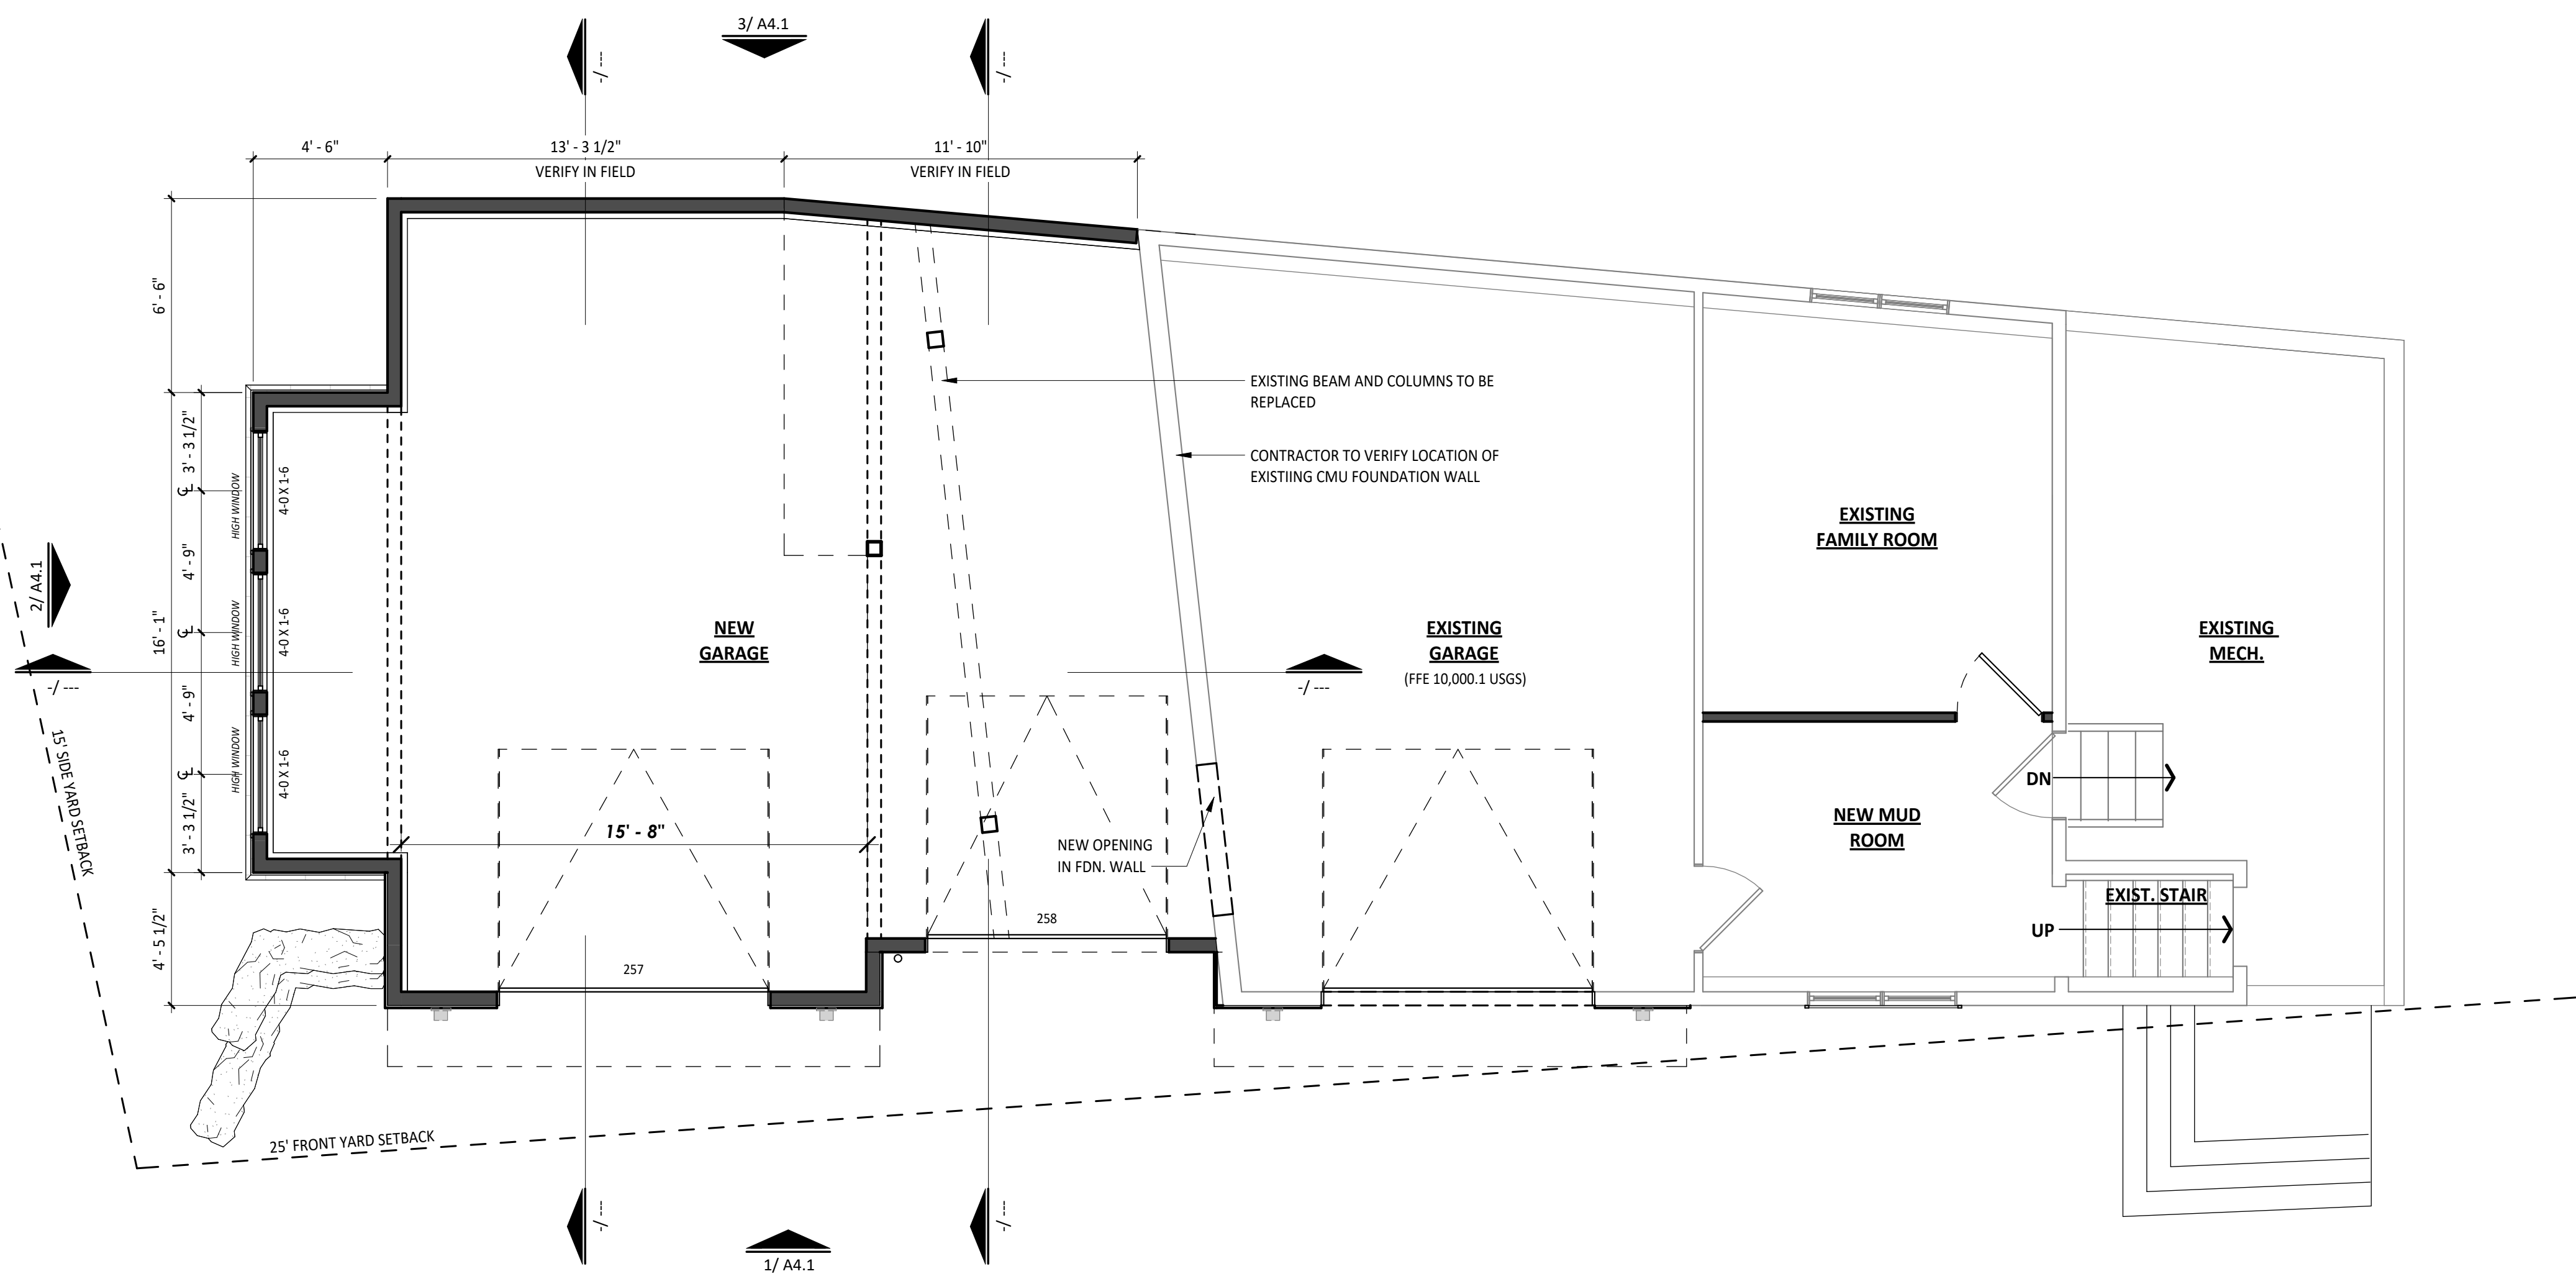 3/ A4.1
-/ ---
-/ ---
4' - 6"
13' - 3 1/2"
11' - 10"
VERIFY IN FIELD
VERIFY IN FIELD
6' - 6"
EXISTING BEAM AND COLUMNS TO BE
REPLACED
3' - 3 1/2"
CONTRACTOR TO VERIFY LOCATION OF
EXISTIING CMU FOUNDATION WALL
HIGH WINDOW
4-0 X 1-6
CL
EXISTING
FAMILY ROOM
4' - 9"
2/ A4.1
16' - 1"
CL
HIGH WINDOW
4-0 X 1-6
NEW
GARAGE
EXISTING
GARAGE
(FFE 10,000.1 USGS)
EXISTING
MECH.
-/ ---
-/ ---
4' - 9"
15' SIDE YARD SETBACK
CL
HIGH WINDOW
4-0 X 1-6
DN
3' - 3 1/2"
15' - 8"
NEW OPENING
IN FDN. WALL
NEW MUD
ROOM
EXIST. STAIR
UP
4' - 5 1/2"
258
257
25' FRONT YARD SETBACK
-/ ---
-/ ---
1/ A4.1